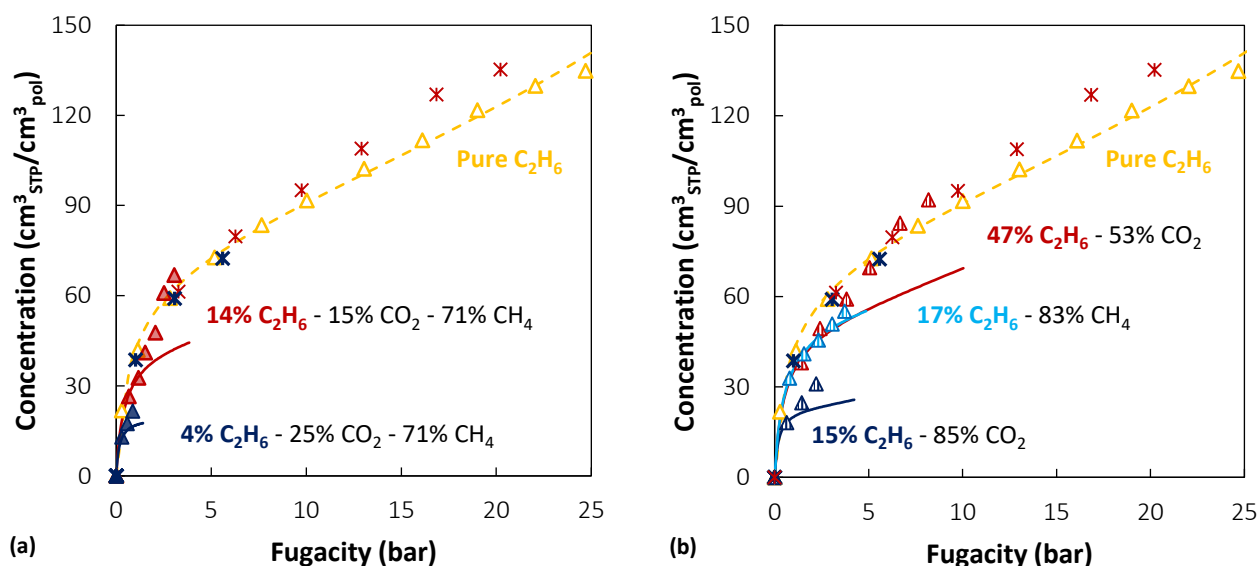 150
120
90
60
30
0
Concentration (cm³STP/cm³pol)
Pure C₂H₆
14% C₂H₆ - 15% CO₂ - 71% CH₄
4% C₂H₆ - 25% CO₂ - 71% CH₄
0 5 10 15 20 25
(a)
Fugacity (bar)
150
120
90
60
30
0
Concentration (cm³STP/cm³pol)
Pure C₂H₆
47% C₂H₆ - 53% CO₂
17% C₂H₆ - 83% CH₄
15% C₂H₆ - 85% CO₂
0 5 10 15 20 25
(b)
Fugacity (bar)